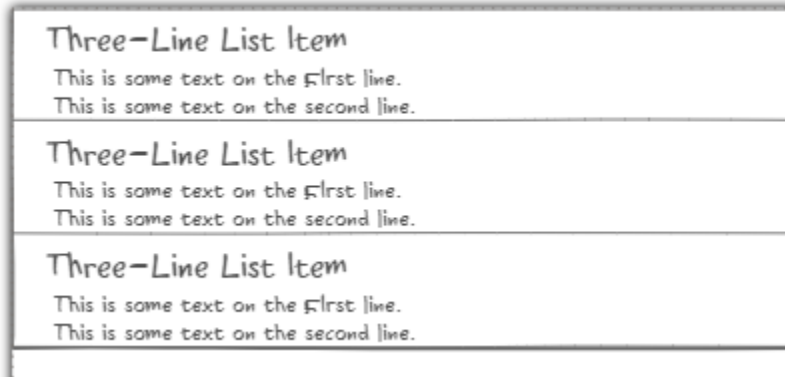 Three-Line List Item
This is some text on the first line.
This is some text on the second line.
Three-Line List Item
This is some text on the first line.
This is some text on the second line.
Three-Line List Item
This is some text on the first line.
This is some text on the second line.